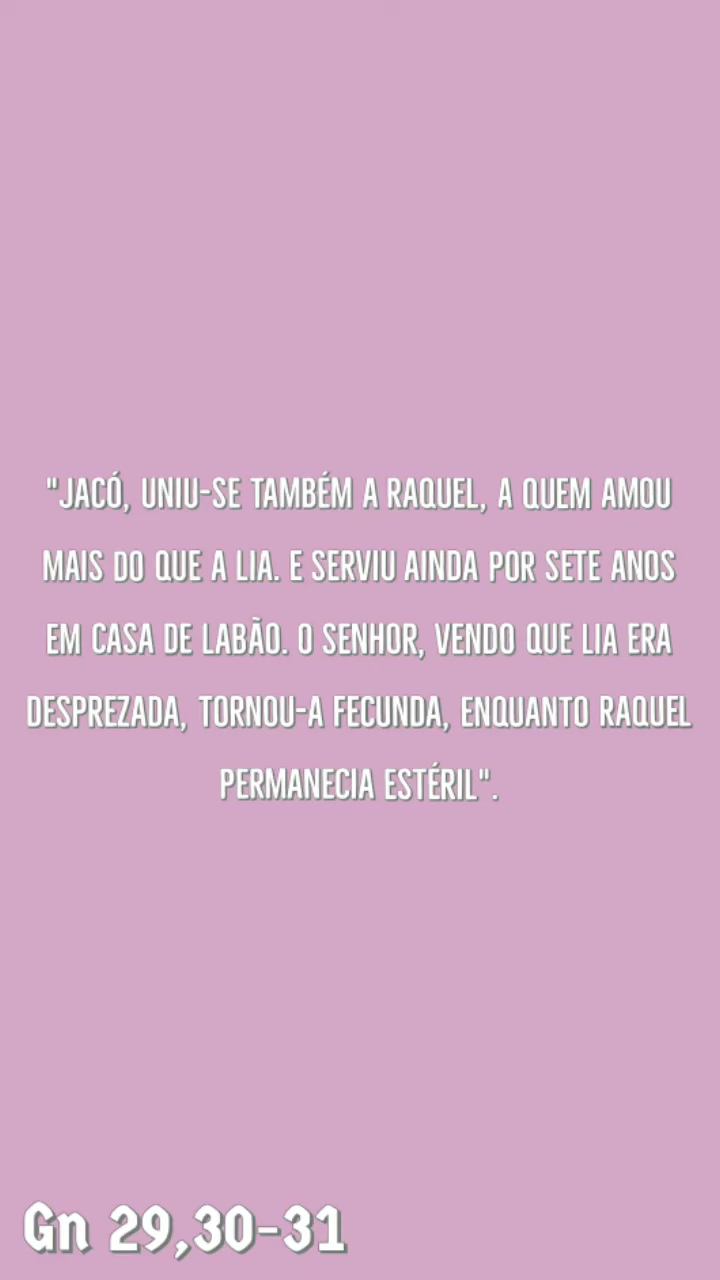 "JACÓ, UNIU-SE TAMBÉM A RAQUEL, A QUEM AMOU
MAIS DO QUE A LIA. E SERVIU AINDA POR SETE ANOS
EM CASA DE LABÃO. O SENHOR, VENDO QUE LIA ERA
DESPREZADA, TORNOU-A FECUNDA, ENQUANTO RAQUEL
PERMANECIA ESTÉRIL".
Gn 29,30-31